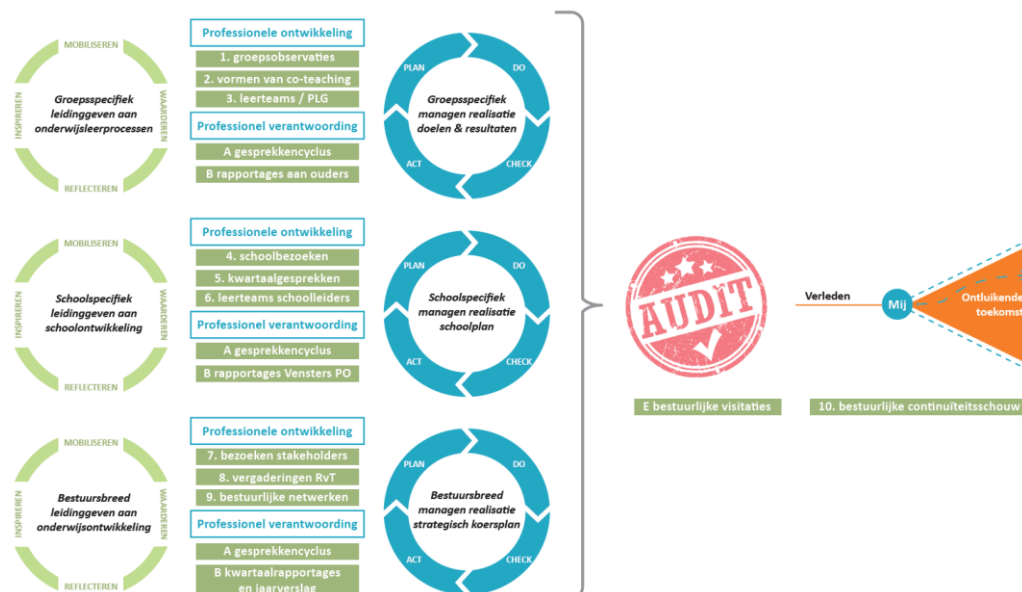 MOBILISEREN
INSPIREREN
Groepsspecifiek
leidinggeven aan
onderwijsleerprocessen
WAARDEREN
REFLECTEREN
Professionele ontwikkeling
1. groepsobservaties
2. vormen van co-teaching
3. leerteams / PLG
Professionel verantwoording
A gesprekkencyclus
B rapportages aan ouders
PLAN
DO
Groepsspecifiek
managen realisatie
doelen & resultaten
ACT
CHECK
MOBILISEREN
INSPIREREN
Schoolspecifiek
leidinggeven aan
schoolontwikkeling
WAARDEREN
REFLECTEREN
Professionele ontwikkeling
4. schoolbezoeken
5. kwartaalgesprekken
6. leerteams schoolleiders
Professionel verantwoording
A gesprekkencyclus
B rapportages Vensters PO
PLAN
DO
Schoolspecifiek
managen realisatie
schoolplan
ACT
CHECK
MOBILISEREN
INSPIREREN
Bestuursbreed
leidinggeven aan
onderwijsontwikkeling
WAARDEREN
REFLECTEREN
Professionele ontwikkeling
7. bezoeken stakeholders
8. vergaderingen RvT
9. bestuurlijke netwerken
Professionel verantwoording
A gesprekkencyclus
B kwartaalrapportages
en jaarverslag
PLAN
DO
Bestuursbreed
managen realisatie
strategisch koersplan
ACT
CHECK
AUDIT
E bestuurlijke visitaties
Verleden
Mij
Ontluikende
toekomst
10. bestuurlijke continuïteitsschouw